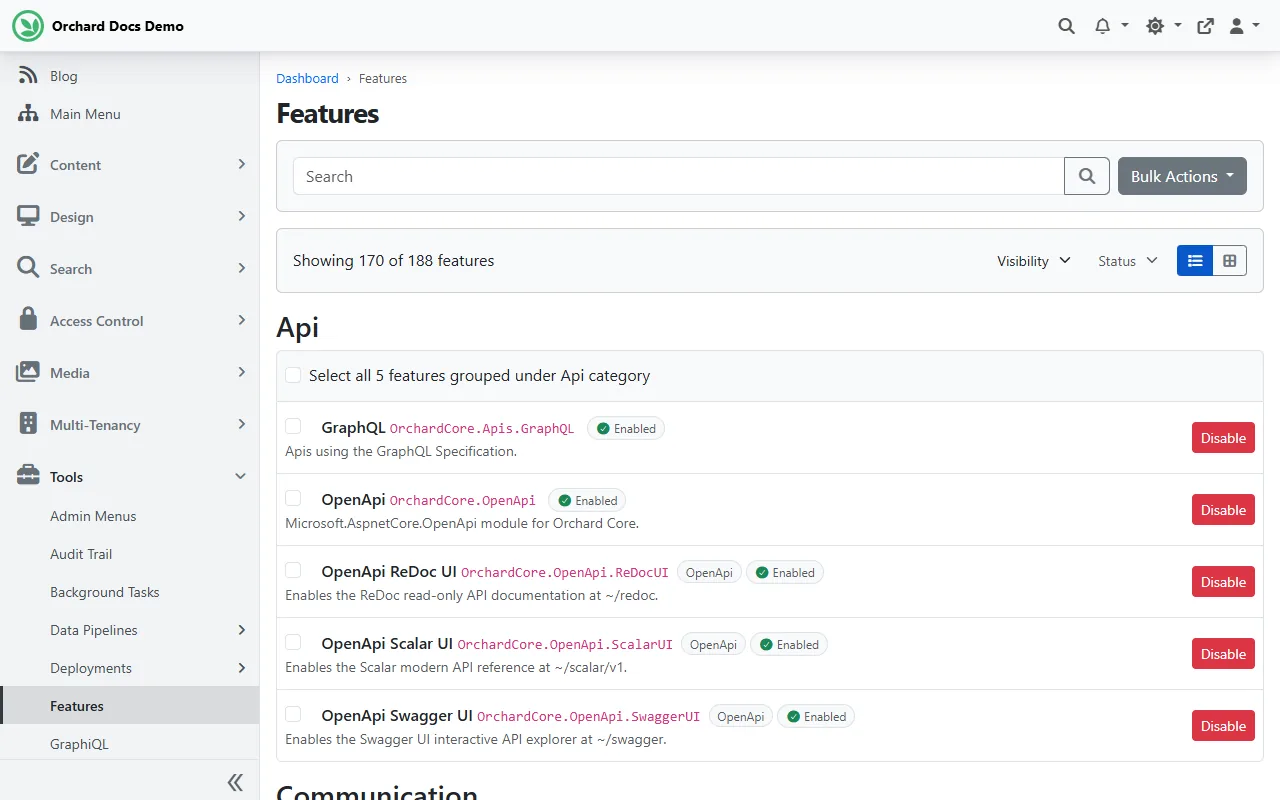 Orchard Docs Demo
Blog
Main Menu
Content
Design
Search
Access Control
Media
Multi-Tenancy
Tools
Admin Menus
Audit Trail
Background Tasks
Data Pipelines
Deployments
Features
GraphiQL
Dashboard › Features
Features
Search
Bulk Actions
Showing 170 of 188 features
Visibility
Status
Api
Select all 5 features grouped under Api category
GraphQL OrchardCore.Apis.GraphQL Enabled
Apis using the GraphQL Specification.
Disable
OpenApi OrchardCore.OpenApi Enabled
Microsoft.AspnetCore.OpenApi module for Orchard Core.
Disable
OpenApi ReDoc UI OrchardCore.OpenApi.ReDocUI OpenApi Enabled
Enables the ReDoc read-only API documentation at ~/redoc.
Disable
OpenApi Scalar UI OrchardCore.OpenApi.ScalarUI OpenApi Enabled
Enables the Scalar modern API reference at ~/scalar/v1.
Disable
OpenApi Swagger UI OrchardCore.OpenApi.SwaggerUI OpenApi Enabled
Enables the Swagger UI interactive API explorer at ~/swagger.
Disable
Communication